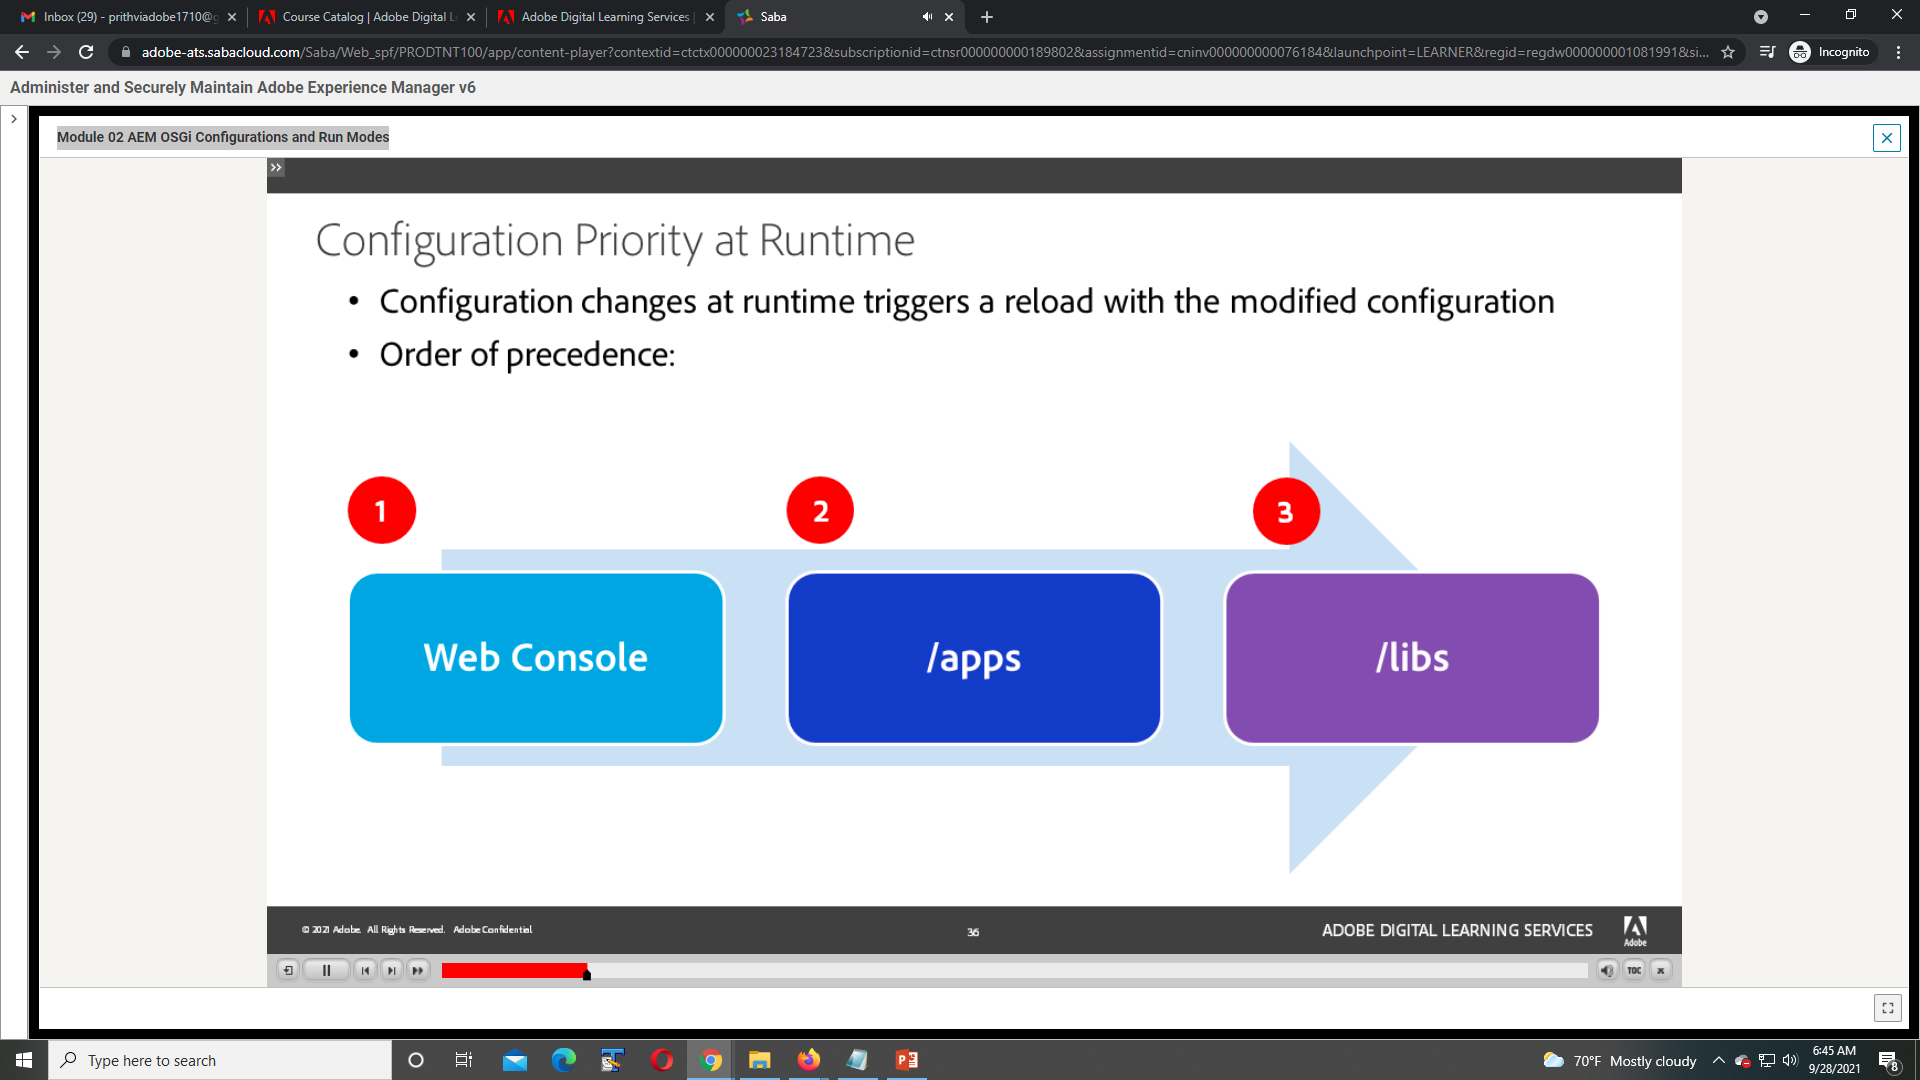 Inbox (29) - prithviadobe1710@g
Course Catalog | Adobe Digital L
Adobe Digital Learning Services |
Saba
adobe-ats.sabacloud.com/Saba/Web_spf/PRODTNT100/app/content-player?contextid=ctctx000000023184723&subscriptionid=ctnsr0000000000189802&assignmentid=cninv000000000076184&launchpoint=LEARNER&regid=regdw000000001081991&si...
Incognito
Administer and Securely Maintain Adobe Experience Manager v6
Module 02 AEM OSGi Configurations and Run Modes
Configuration Priority at Runtime
• Configuration changes at runtime triggers a reload with the modified configuration
• Order of precedence:
1
2
3
Web Console
/apps
/libs
© 2021 Adobe. All Rights Reserved. Adobe Confidential
36
ADOBE DIGITAL LEARNING SERVICES
Adobe
TOC
Type here to search
70°F Mostly cloudy
6:45 AM
9/28/2021
8